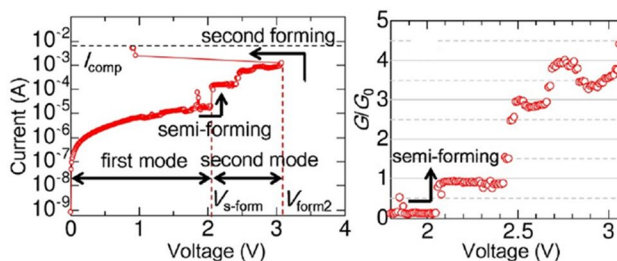 10⁻²
10⁻³
10⁻⁴
10⁻⁵
10⁻⁶
10⁻⁷
10⁻⁸
10⁻⁹
Current (A)
I_comp
second forming
semi-forming
first mode
second mode
V_s-form
V_form2
0 1 2 3 4
Voltage (V)
5
4
3
2
1
0
G/G₀
semi-forming
2 2.5 3
Voltage (V)